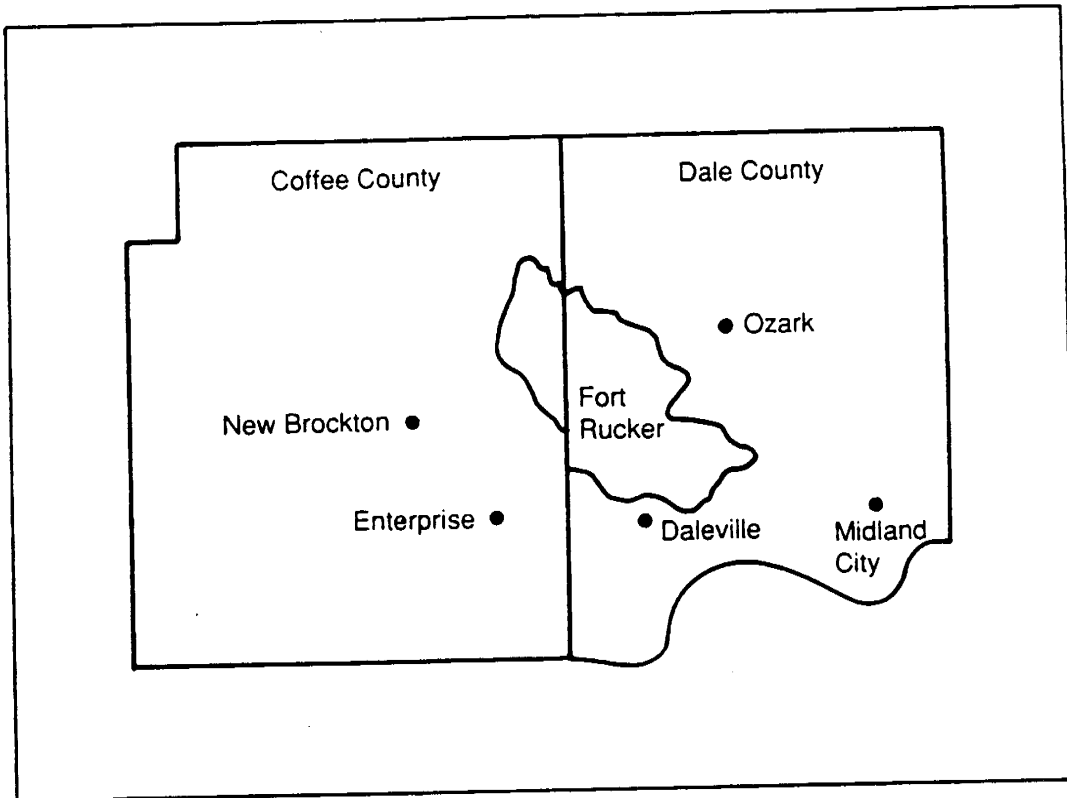 Coffee County
Dale County
Ozark
Fort
Rucker
New Brockton
Enterprise
Daleville
Midland
City